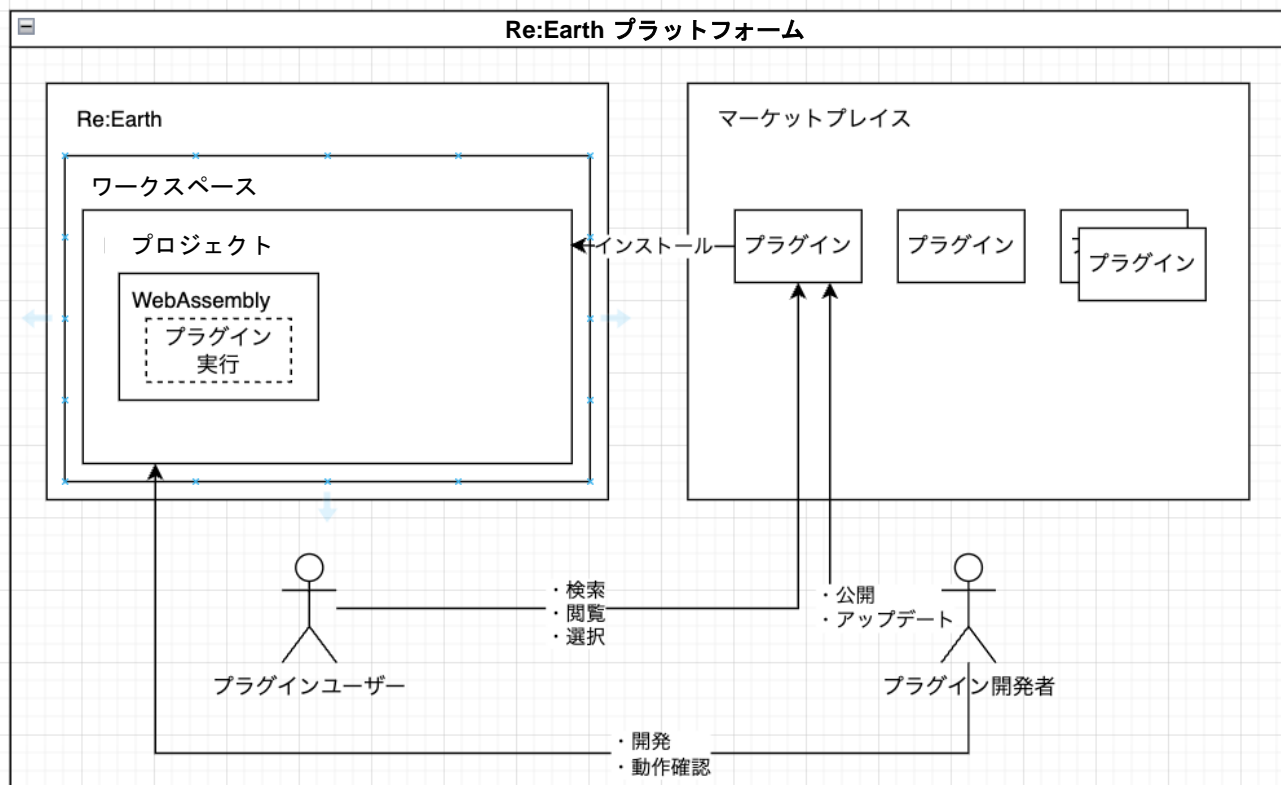 Re:Earth プラットフォーム
Re:Earth
マーケットプレイス
ワークスペース
プロジェクト
インストール
プラグイン
プラグイン
プラグイン
WebAssembly
プラグイン
実行
・検索
・閲覧
・選択
・公開
・アップデート
プラグインユーザー
プラグイン開発者
・開発
・動作確認